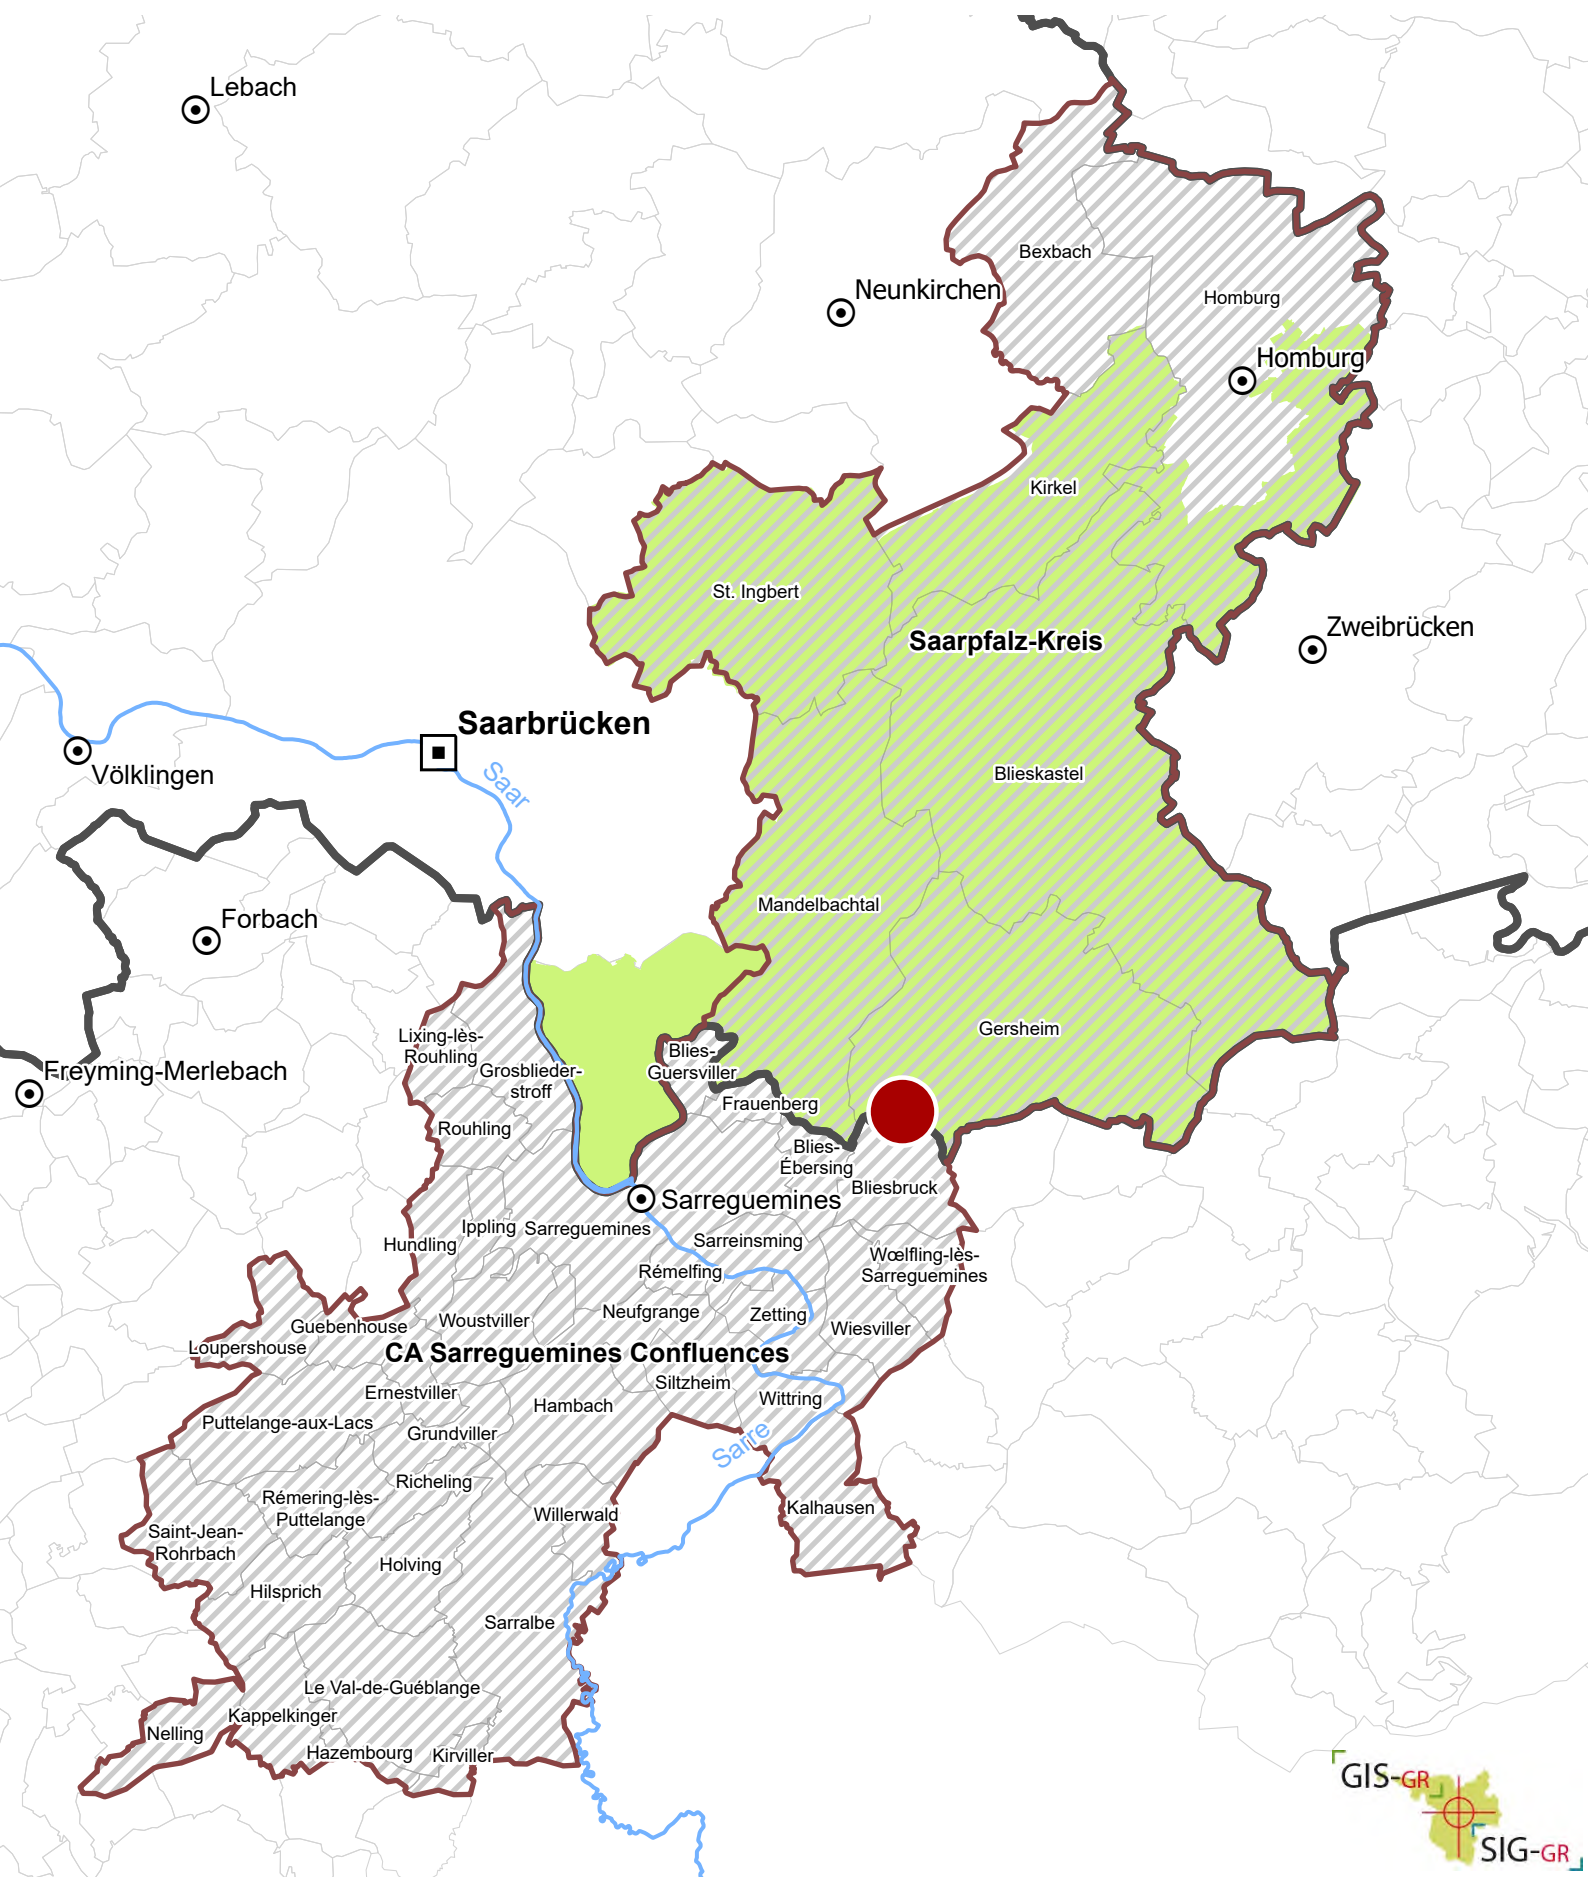 Lebach
Bexbach
Neunkirchen
Homburg
Homburg
Kirkel
St. Ingbert
Zweibrücken
Saarpfalz-Kreis
Saarbrücken
Völklingen
Saar
Blieskastel
Mandelbachtal
Forbach
Gersheim
Lixing-lès-
Rouhling
Blies-
Guersviller
Freyming-Merlebach
Grosblieder-
stroff
Frauenberg
Rouhling
Blies-
Ébersing
Bliesbruck
Sarreguemines
Ippling
Sarreguemines
Hundling
Sarreinsming
Wœlfling-lès-
Sarreguemines
Rémelfing
Neufgrange
Zetting
Woustviller
Guebenhouse
Wiesviller
Loupershouse
CA Sarreguemines Confluences
Siltzheim
Ernestviller
Wittring
Hambach
Puttelange-aux-Lacs
Grundviller
Sarre
Richeling
Rémering-lès-
Puttelange
Kalhausen
Willerwald
Saint-Jean-
Rohrbach
Holving
Hilsprich
Sarralbe
Le Val-de-Guéblange
Kappelkinger
Nelling
Hazembourg
Kirviller
GIS-GR
SIG-GR